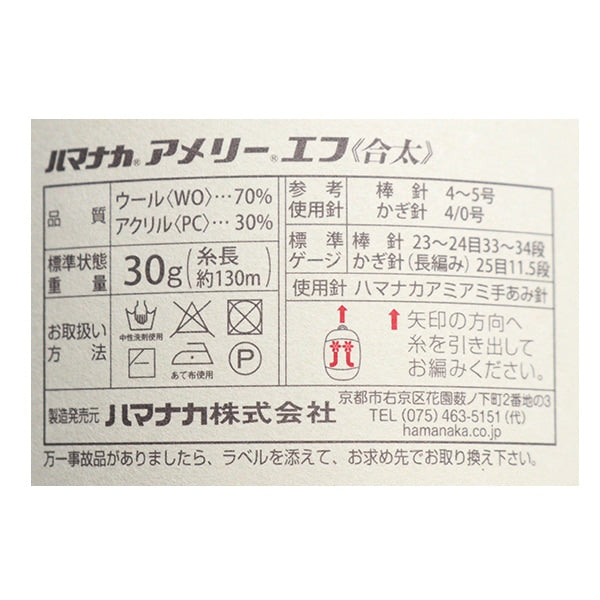 ハマナカ® アメリー®エフ《合太》
品質
ウール〈WO〉…70%
アクリル〈PC〉…30%
標準状態重量
30g(糸長約130m)
お取扱い方法
中性洗剤使用
あて布使用
P
参考使用針
棒針 4〜5号
かぎ針 4/0号
標準ゲージ
棒針 23〜24目33〜34段
かぎ針(長編み)25目11.5段
使用針 ハマナカアミアミ手あみ針
矢印の方向へ
糸を引き出して
お編みください。
製造発売元 ハマナカ株式会社
京都市右京区花園薮ノ下町2番地の3
TEL (075) 463-5151(代)
hamanaka.co.jp
万一事故品がありましたら、ラベルを添えて、お求め先でお取り換え下さい。